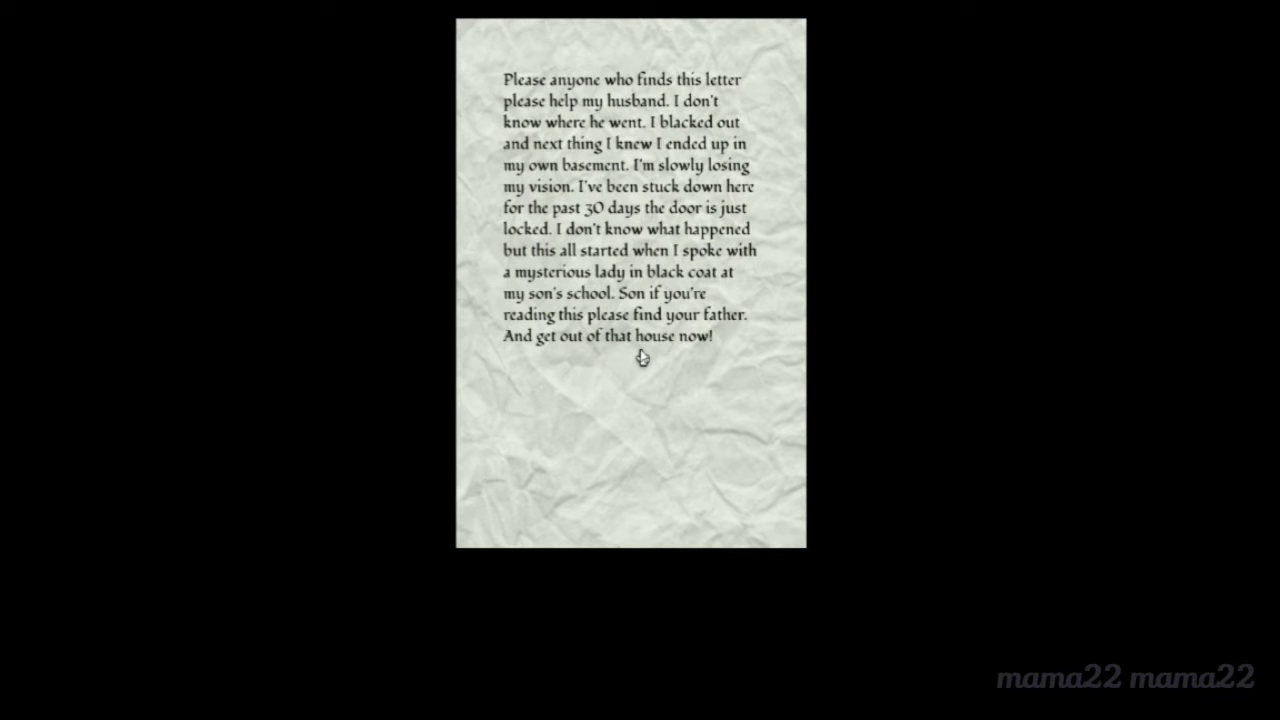 Please anyone who finds this letter
please help my husband. I don't
know where he went. I blacked out
and next thing I knew I ended up in
my own basement. I'm slowly losing
my vision. I've been stuck down here
for the past 30 days the door is just
locked. I don't know what happened
but this all started when I spoke with
a mysterious lady in black coat at
my son's school. Son if you're
reading this please find your father.
And get out of that house now!
mama22 mama22